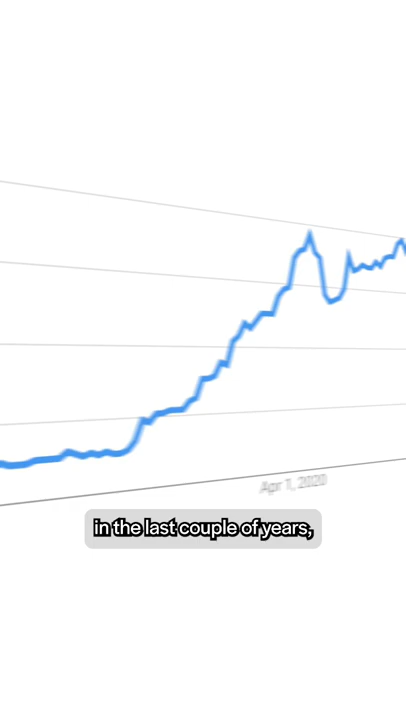 Apr 1, 2020
in the last couple of years,